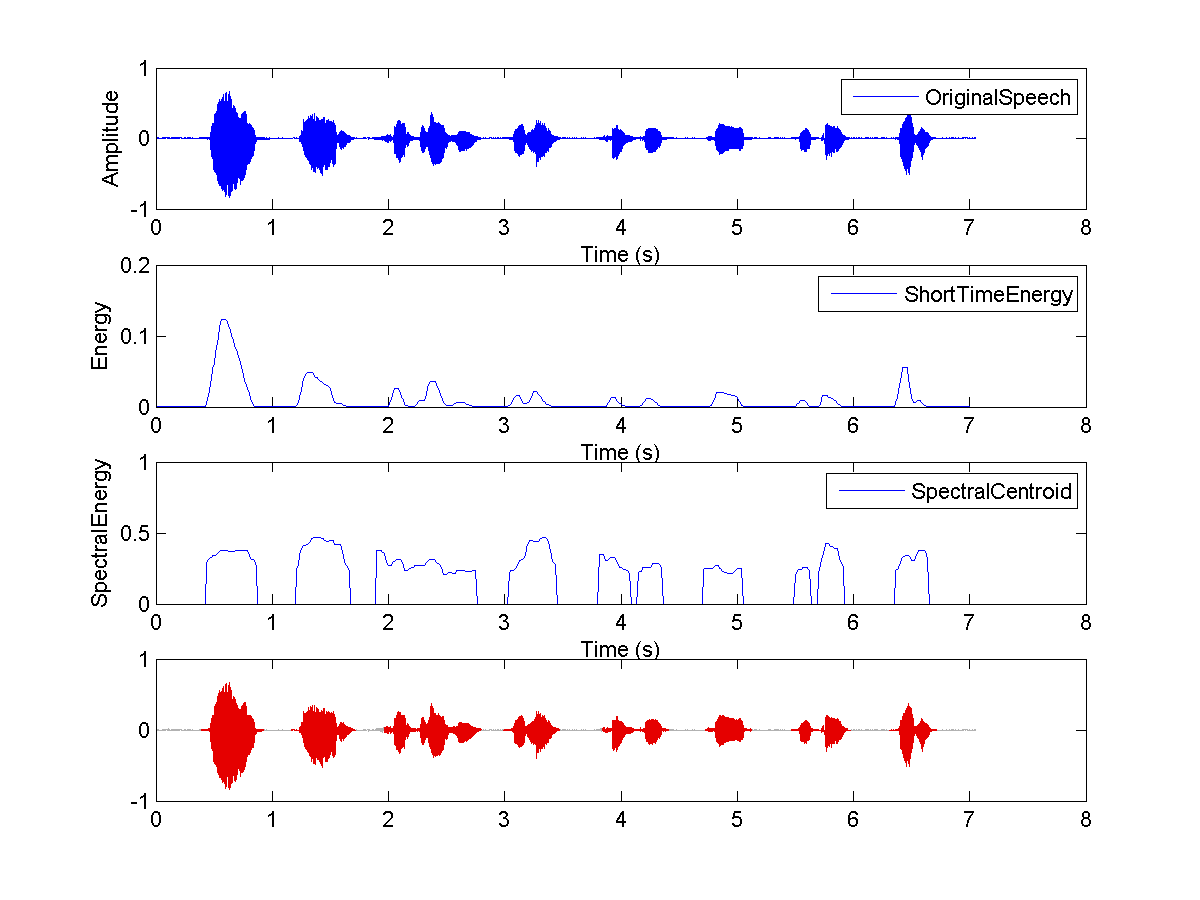 1
OriginalSpeech
Amplitude
0
-1
0 1 2 3 4 5 6 7 8
Time (s)
0.2
ShortTimeEnergy
Energy
0.1
0
0 1 2 3 4 5 6 7 8
Time (s)
1
SpectralCentroid
SpectralEnergy
0.5
0
0 1 2 3 4 5 6 7 8
Time (s)
1
0
-1
0 1 2 3 4 5 6 7 8